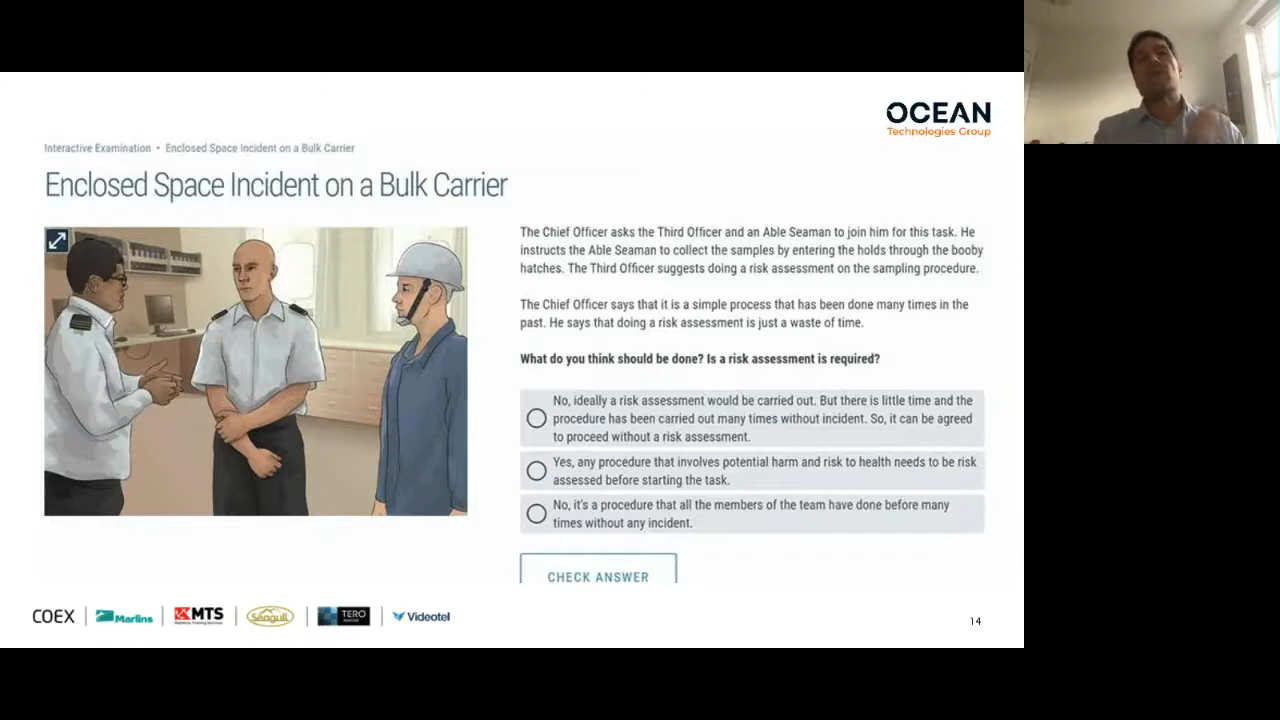 OCEAN
Technologies Group
Interactive Examination • Enclosed Space Incident on a Bulk Carrier
Enclosed Space Incident on a Bulk Carrier
The Chief Officer asks the Third Officer and an Able Seaman to join him for this task. He
instructs the Able Seaman to collect the samples by entering the holds through the booby
hatches. The Third Officer suggests doing a risk assessment on the sampling procedure.
The Chief Officer says that it is a simple process that has been done many times in the
past. He says that doing a risk assessment is just a waste of time.
What do you think should be done? Is a risk assessment is required?
No, ideally a risk assessment would be carried out. But there is little time and the
procedure has been carried out many times without incident. So, it can be agreed
to proceed without a risk assessment.
Yes, any procedure that involves potential harm and risk to health needs to be risk
assessed before starting the task.
No, it's a procedure that all the members of the team have done before many
times without any incident.
CHECK ANSWER
COEX Marlins MTS Seagull TERO Videotel
14